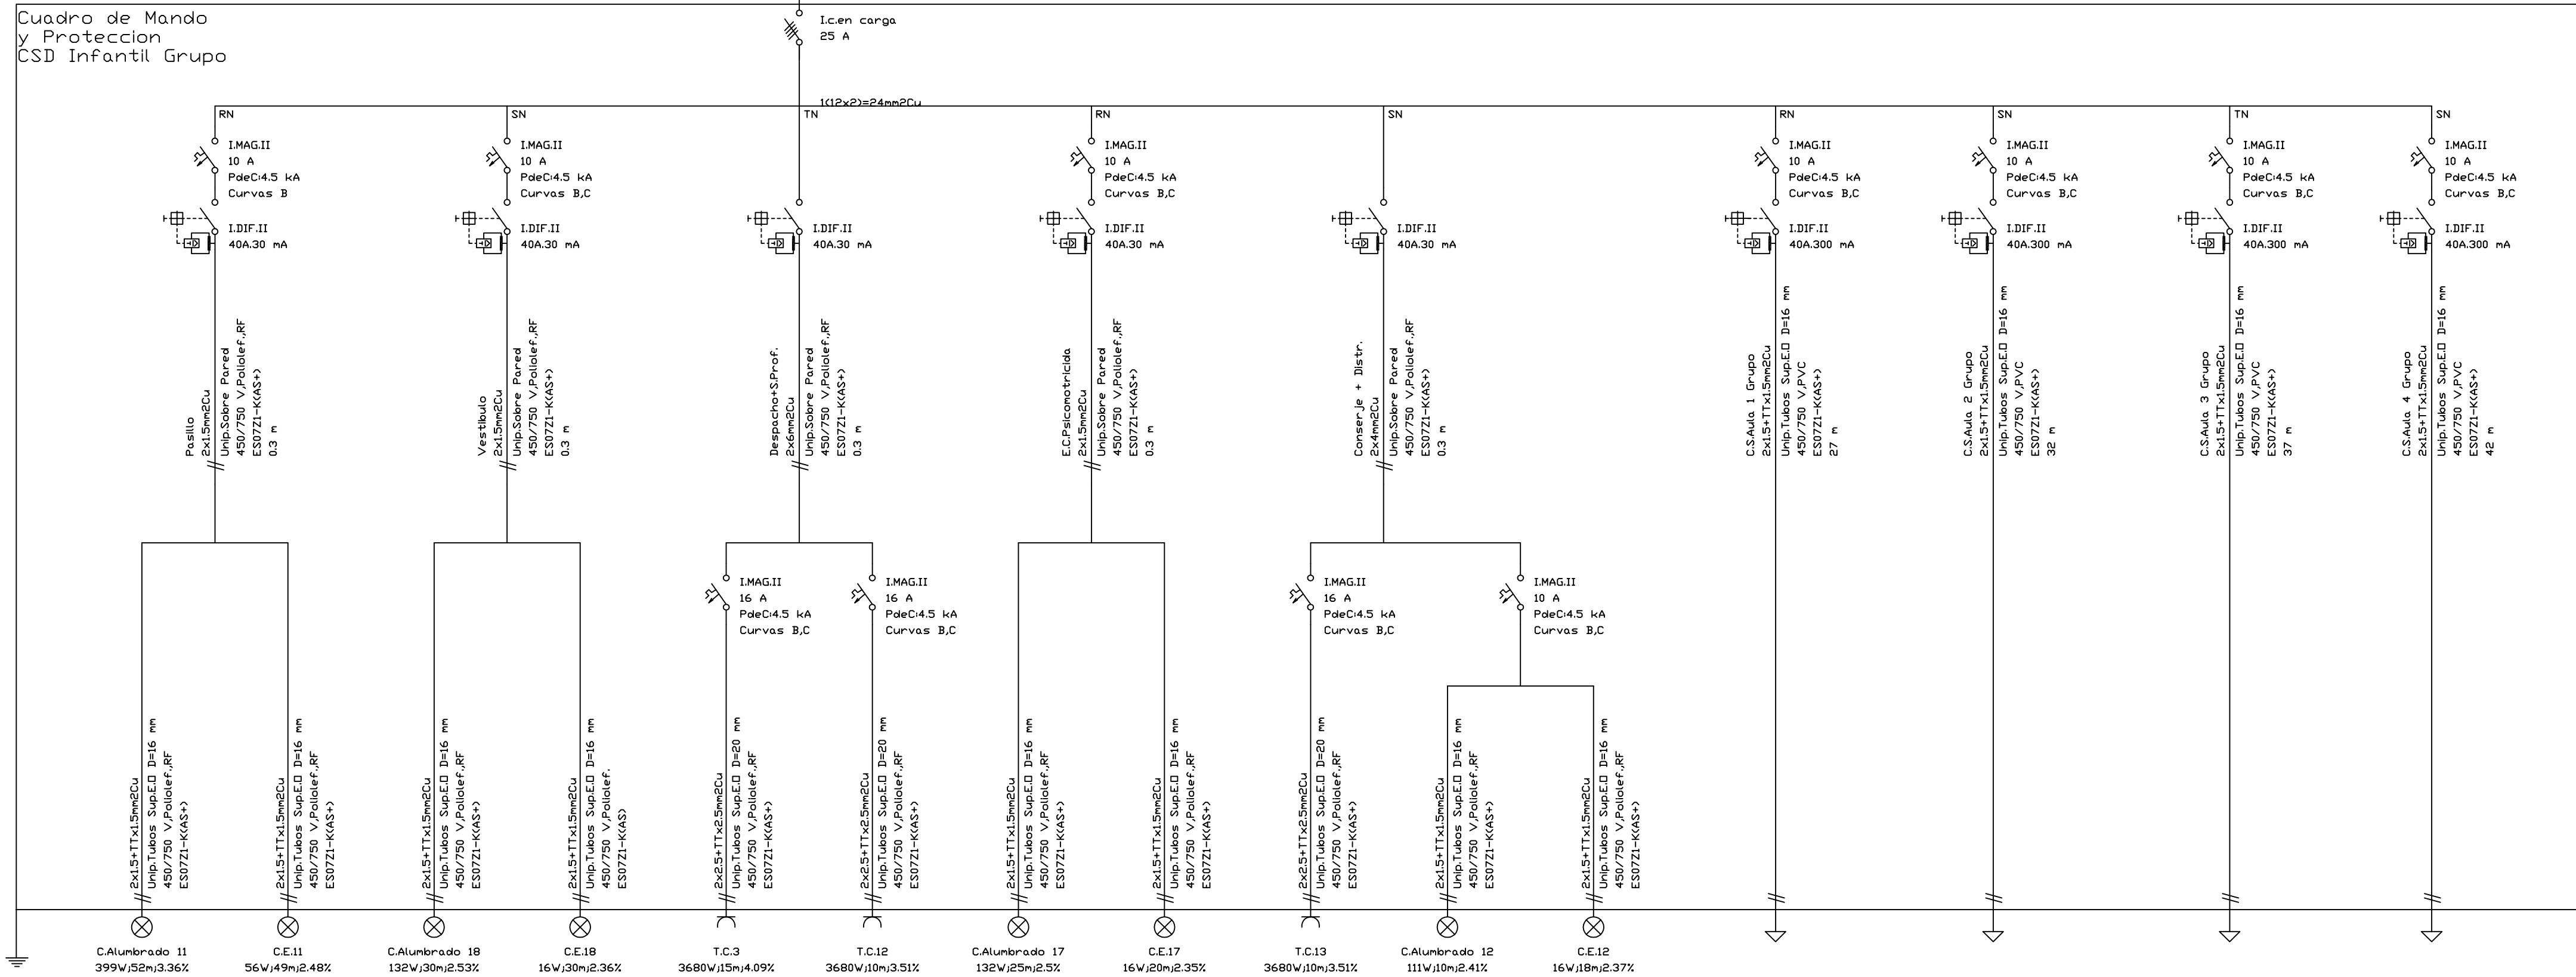 Cuadro de Mando
y Proteccion
CSD Infantil Grupo
I.c.en carga
25 A
1(12x2)=24mm2Cu
RN
I.MAG.II
10 A
PdeC:4.5 kA
Curvas B
I.DIF.II
40A.30 mA
Pasillo
2x1.5mm2Cu
Unip.Sobre Pared
450/750 V,Poliolef.,RF
ES07Z1-K(AS+)
0.3 m
SN
I.MAG.II
10 A
PdeC:4.5 kA
Curvas B,C
I.DIF.II
40A.30 mA
Vestibulo
2x1.5mm2Cu
Unip.Sobre Pared
450/750 V,Poliolef.,RF
ES07Z1-K(AS+)
0.3 m
TN
I.DIF.II
40A.30 mA
Despacho+S.Prof.
2x6mm2Cu
Unip.Sobre Pared
450/750 V,Poliolef.,RF
ES07Z1-K(AS+)
0.3 m
RN
I.MAG.II
10 A
PdeC:4.5 kA
Curvas B,C
I.DIF.II
40A.30 mA
E.C.Psicomotricida
2x1.5mm2Cu
Unip.Sobre Pared
450/750 V,Poliolef.,RF
ES07Z1-K(AS+)
0.3 m
SN
I.DIF.II
40A.30 mA
Conserje + Distr.
2x4mm2Cu
Unip.Sobre Pared
450/750 V,Poliolef.,RF
ES07Z1-K(AS+)
0.3 m
RN
I.MAG.II
10 A
PdeC:4.5 kA
Curvas B,C
I.DIF.II
40A.300 mA
C.S.Aula 1 Grupo
2x1.5+TTx1.5mm2Cu
Unip.Tubos Sup.E.□ D=16 mm
450/750 V,PVC
ES07Z1-K(AS+)
27 m
SN
I.MAG.II
10 A
PdeC:4.5 kA
Curvas B,C
I.DIF.II
40A.300 mA
C.S.Aula 2 Grupo
2x1.5+TTx1.5mm2Cu
Unip.Tubos Sup.E.□ D=16 mm
450/750 V,PVC
ES07Z1-K(AS+)
32 m
TN
I.MAG.II
10 A
PdeC:4.5 kA
Curvas B,C
I.DIF.II
40A.300 mA
C.S.Aula 3 Grupo
2x1.5+TTx1.5mm2Cu
Unip.Tubos Sup.E.□ D=16 mm
450/750 V,PVC
ES07Z1-K(AS+)
37 m
SN
I.MAG.II
10 A
PdeC:4.5 kA
Curvas B,C
I.DIF.II
40A.300 mA
C.S.Aula 4 Grupo
2x1.5+TTx1.5mm2Cu
Unip.Tubos Sup.E.□ D=16 mm
450/750 V,PVC
ES07Z1-K(AS+)
42 m
2x1.5+TTx1.5mm2Cu
Unip.Tubos Sup.E.□ D=16 mm
450/750 V,Poliolef.,RF
ES07Z1-K(AS+)
C.Alumbrado 11
399W;52m;3.36%
2x1.5+TTx1.5mm2Cu
Unip.Tubos Sup.E.□ D=16 mm
450/750 V,Poliolef.,RF
ES07Z1-K(AS+)
C.E.11
56W;49m;2.48%
2x1.5+TTx1.5mm2Cu
Unip.Tubos Sup.E.□ D=16 mm
450/750 V,Poliolef.,RF
ES07Z1-K(AS+)
C.Alumbrado 18
132W;30m;2.53%
2x1.5+TTx1.5mm2Cu
Unip.Tubos Sup.E.□ D=16 mm
450/750 V,Poliolef.
ES07Z1-K(AS)
C.E.18
16W;30m;2.36%
I.MAG.II
16 A
PdeC:4.5 kA
Curvas B,C
2x2.5+TTx2.5mm2Cu
Unip.Tubos Sup.E.□ D=20 mm
450/750 V,Poliolef.,RF
ES07Z1-K(AS+)
T.C.3
3680W;15m;4.09%
I.MAG.II
16 A
PdeC:4.5 kA
Curvas B,C
2x2.5+TTx2.5mm2Cu
Unip.Tubos Sup.E.□ D=20 mm
450/750 V,Poliolef.,RF
ES07Z1-K(AS+)
T.C.12
3680W;10m;3.51%
2x1.5+TTx1.5mm2Cu
Unip.Tubos Sup.E.□ D=16 mm
450/750 V,Poliolef.,RF
ES07Z1-K(AS+)
C.Alumbrado 17
132W;25m;2.5%
2x1.5+TTx1.5mm2Cu
Unip.Tubos Sup.E.□ D=16 mm
450/750 V,Poliolef.,RF
ES07Z1-K(AS+)
C.E.17
16W;20m;2.35%
I.MAG.II
16 A
PdeC:4.5 kA
Curvas B,C
2x2.5+TTx2.5mm2Cu
Unip.Tubos Sup.E.□ D=20 mm
450/750 V,Poliolef.,RF
ES07Z1-K(AS+)
T.C.13
3680W;10m;3.51%
I.MAG.II
10 A
PdeC:4.5 kA
Curvas B,C
2x1.5+TTx1.5mm2Cu
Unip.Tubos Sup.E.□ D=16 mm
450/750 V,Poliolef.,RF
ES07Z1-K(AS+)
C.Alumbrado 12
111W;10m;2.41%
2x1.5+TTx1.5mm2Cu
Unip.Tubos Sup.E.□ D=16 mm
450/750 V,Poliolef.,RF
ES07Z1-K(AS+)
C.E.12
16W;18m;2.37%